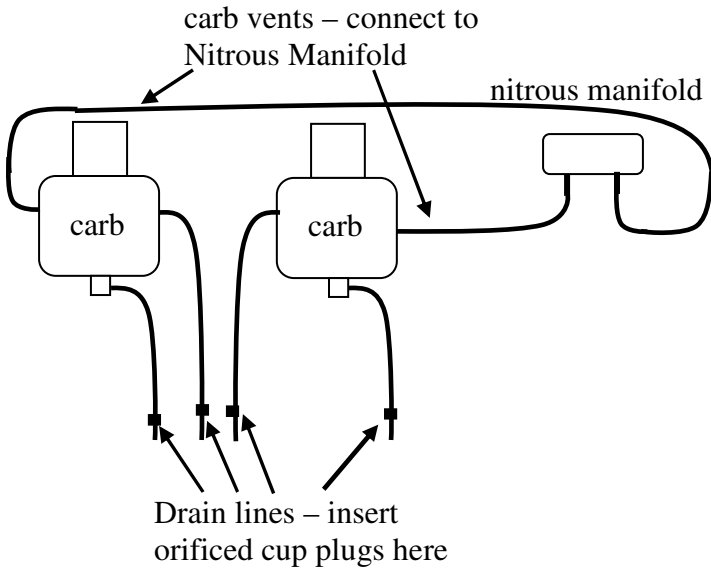 carb vents – connect to
Nitrous Manifold
nitrous manifold
carb
carb
Drain lines – insert
orificed cup plugs here